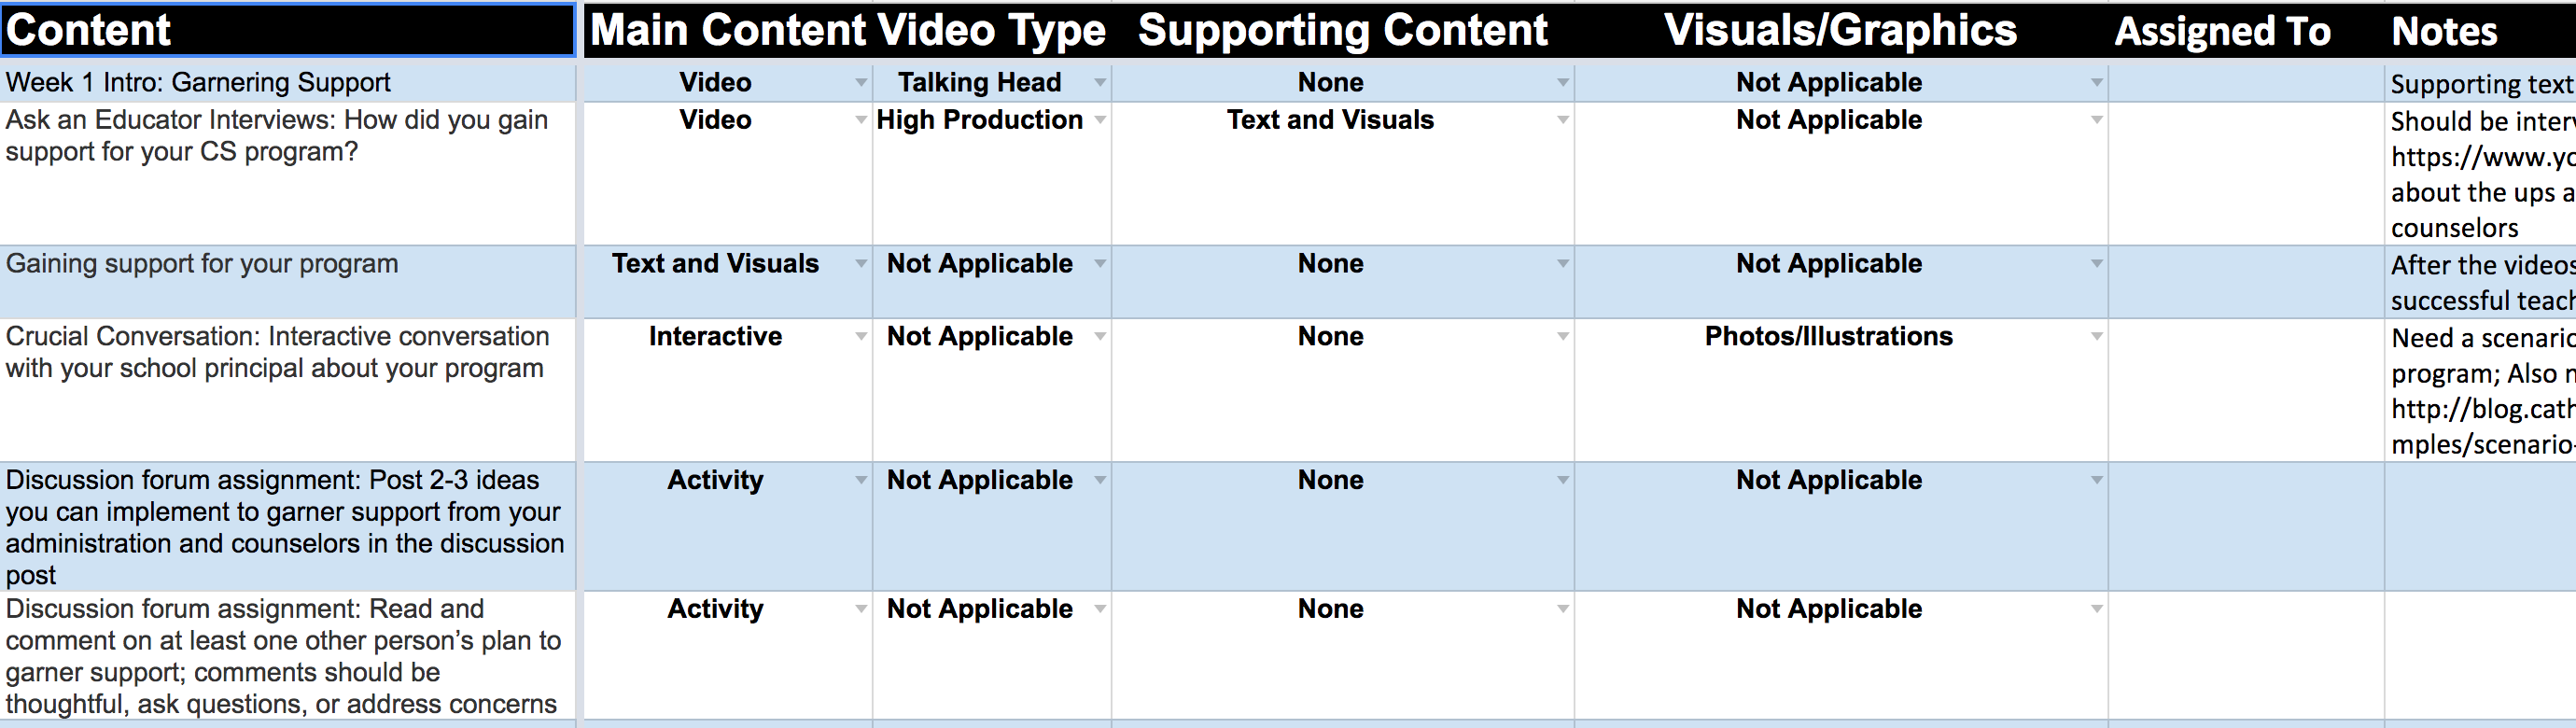 Content Main Content Video Type Supporting Content Visuals/Graphics Assigned To Notes
Week 1 Intro: Garnering Support Video Talking Head None Not Applicable Supporting text
Ask an Educator Interviews: How did you gain Video High Production Text and Visuals Not Applicable Should be
support for your CS program?
https://www.yo
about the ups a
counselors
Gaining support for your program Text and Visuals Not Applicable None Not Applicable After the videos
successful
Crucial Conversation: Interactive conversation Interactive Not Applicable None Photos/Illustrations Need a scenario
with your school principal about your program program; Also
http://blog.cath
mples/scenario-
Discussion forum assignment: Post 2-3 ideas Activity Not Applicable None Not Applicable
you can implement to garner support from your
administration and counselors in the discussion
post
Discussion forum assignment: Read and Activity Not Applicable None Not Applicable
comment on at least one other person’s plan to
garner support; comments should be
thoughtful, ask questions, or address concerns